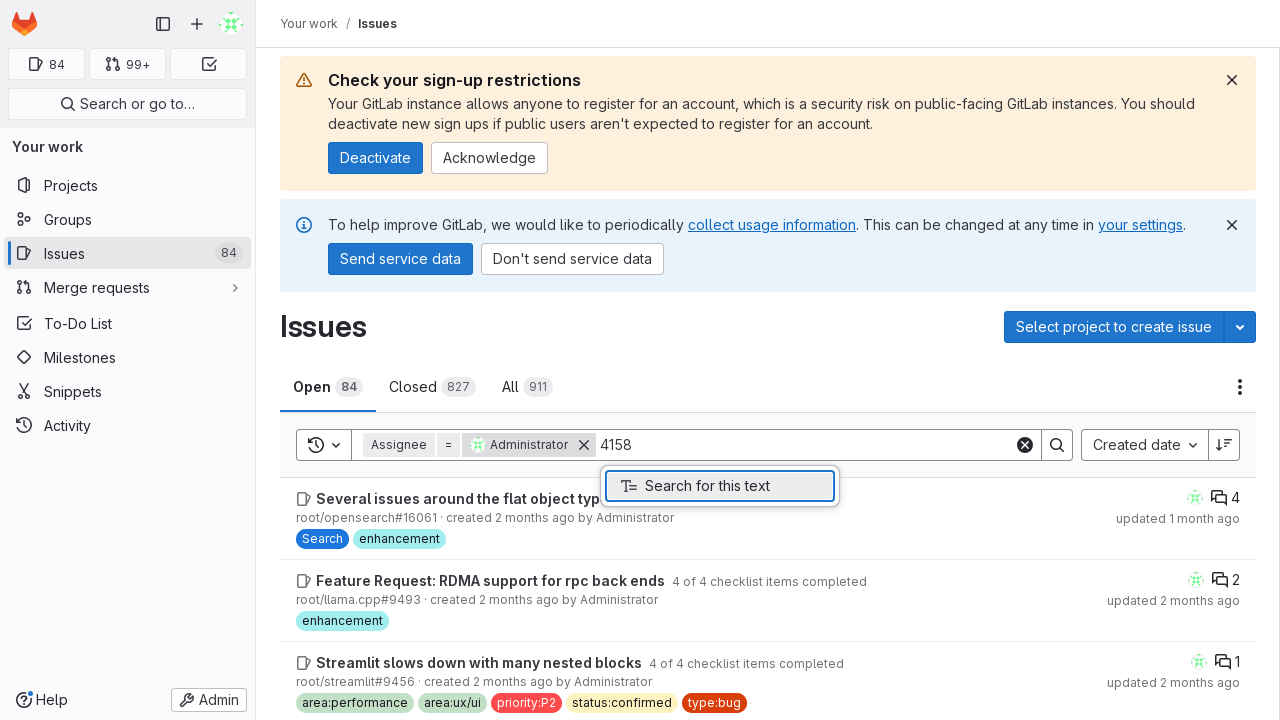 84
99+
Search or go to…
Your work
Projects
Groups
Issues 84
Merge requests
To-Do List
Milestones
Snippets
Activity
Help
Admin
Your work / Issues
Check your sign-up restrictions
Your GitLab instance allows anyone to register for an account, which is a security risk on public-facing GitLab instances. You should
deactivate new sign ups if public users aren't expected to register for an account.
Deactivate
Acknowledge
To help improve GitLab, we would like to periodically collect usage information. This can be changed at any time in your settings.
Send service data
Don't send service data
Issues
Select project to create issue
Open 84
Closed 827
All 911
Assignee = Administrator 4158
Created date
Search for this text
Several issues around the flat object typ
4
root/opensearch#16061 · created 2 months ago by Administrator
updated 1 month ago
Search
enhancement
Feature Request: RDMA support for rpc back ends 4 of 4 checklist items completed
2
root/llama.cpp#9493 · created 2 months ago by Administrator
updated 2 months ago
enhancement
Streamlit slows down with many nested blocks 4 of 4 checklist items completed
1
root/streamlit#9456 · created 2 months ago by Administrator
updated 2 months ago
area:performance
area:ux/ui
priority:P2
status:confirmed
type:bug